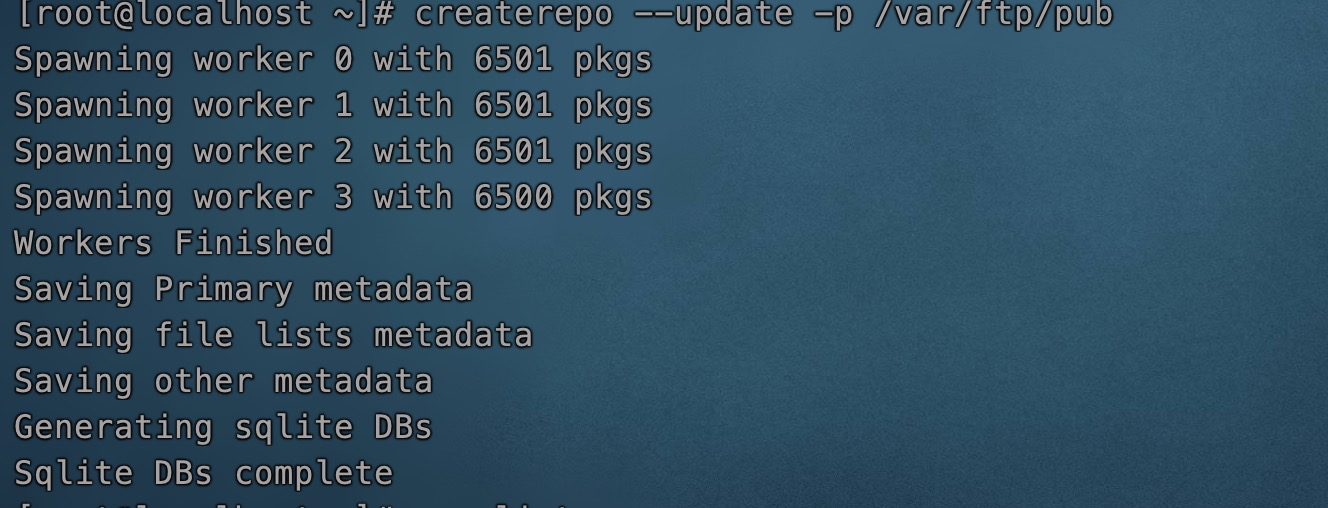 [root@localhost ~]# createrepo --update -p /var/ftp/pub
Spawning worker 0 with 6501 pkgs
Spawning worker 1 with 6501 pkgs
Spawning worker 2 with 6501 pkgs
Spawning worker 3 with 6500 pkgs
Workers Finished
Saving Primary metadata
Saving file lists metadata
Saving other metadata
Generating sqlite DBs
Sqlite DBs complete